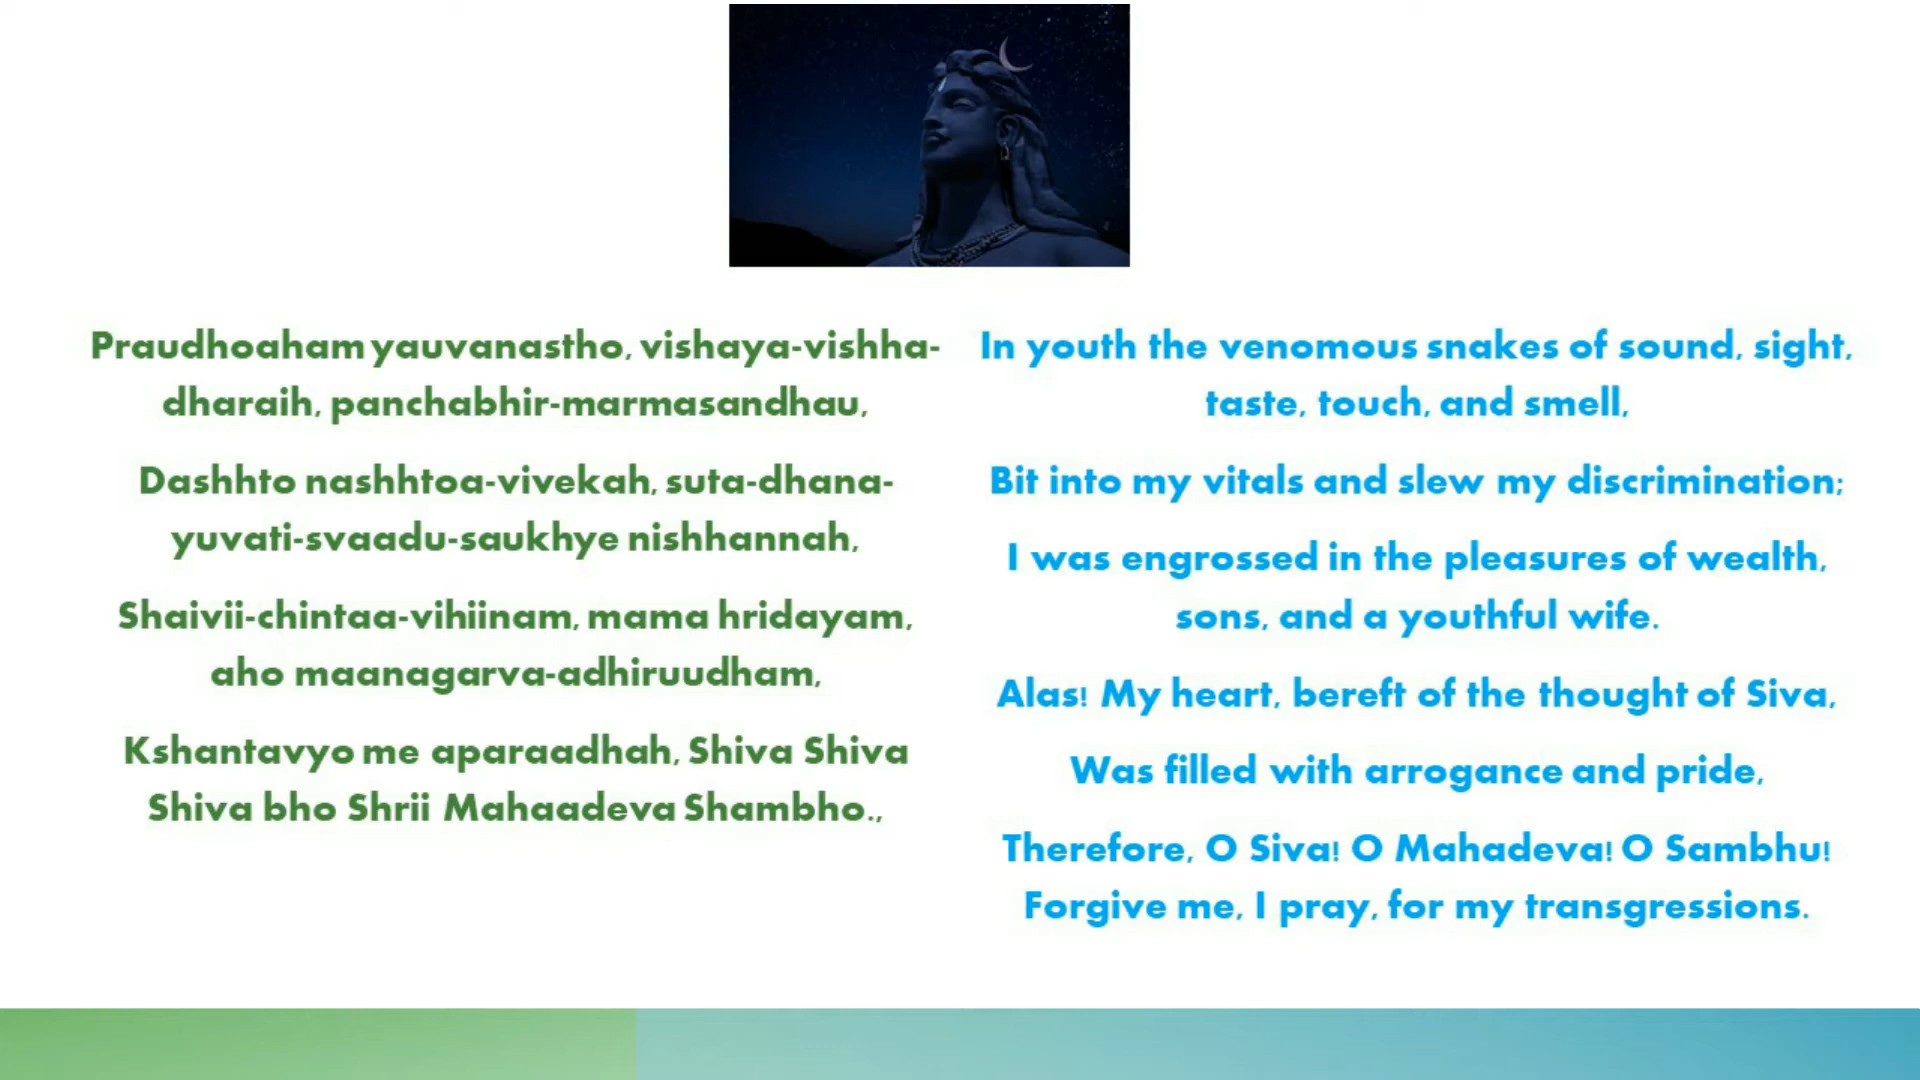 Praudhoaham yauvanastho, vishaya-vishha-
dharaih, panchabhir-marmasandhau,
Dashhto nashhtoa-vivekah, suta-dhana-
yuvati-svaadu-saukhye nishhannah,
Shaivii-chintaa-vihiinam, mama hridayam,
aho maanagarva-adhiruudham,
Kshantavyo me aparaadhah, Shiva Shiva
Shiva bho Shrii Mahaadeva Shambho.,
In youth the venomous snakes of sound, sight,
taste, touch, and smell,
Bit into my vitals and slew my discrimination;
I was engrossed in the pleasures of wealth,
sons, and a youthful wife.
Alas! My heart, bereft of the thought of Siva,
Was filled with arrogance and pride,
Therefore, O Siva! O Mahadeva! O Sambhu!
Forgive me, I pray, for my transgressions.